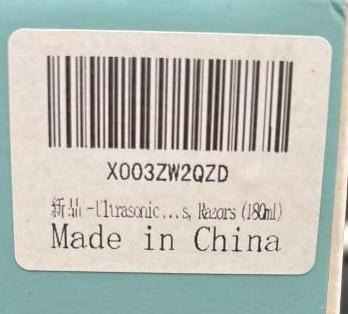 X003ZW2QZD
新品-Ultrasonic...s, Razors (180ml)
Made in China